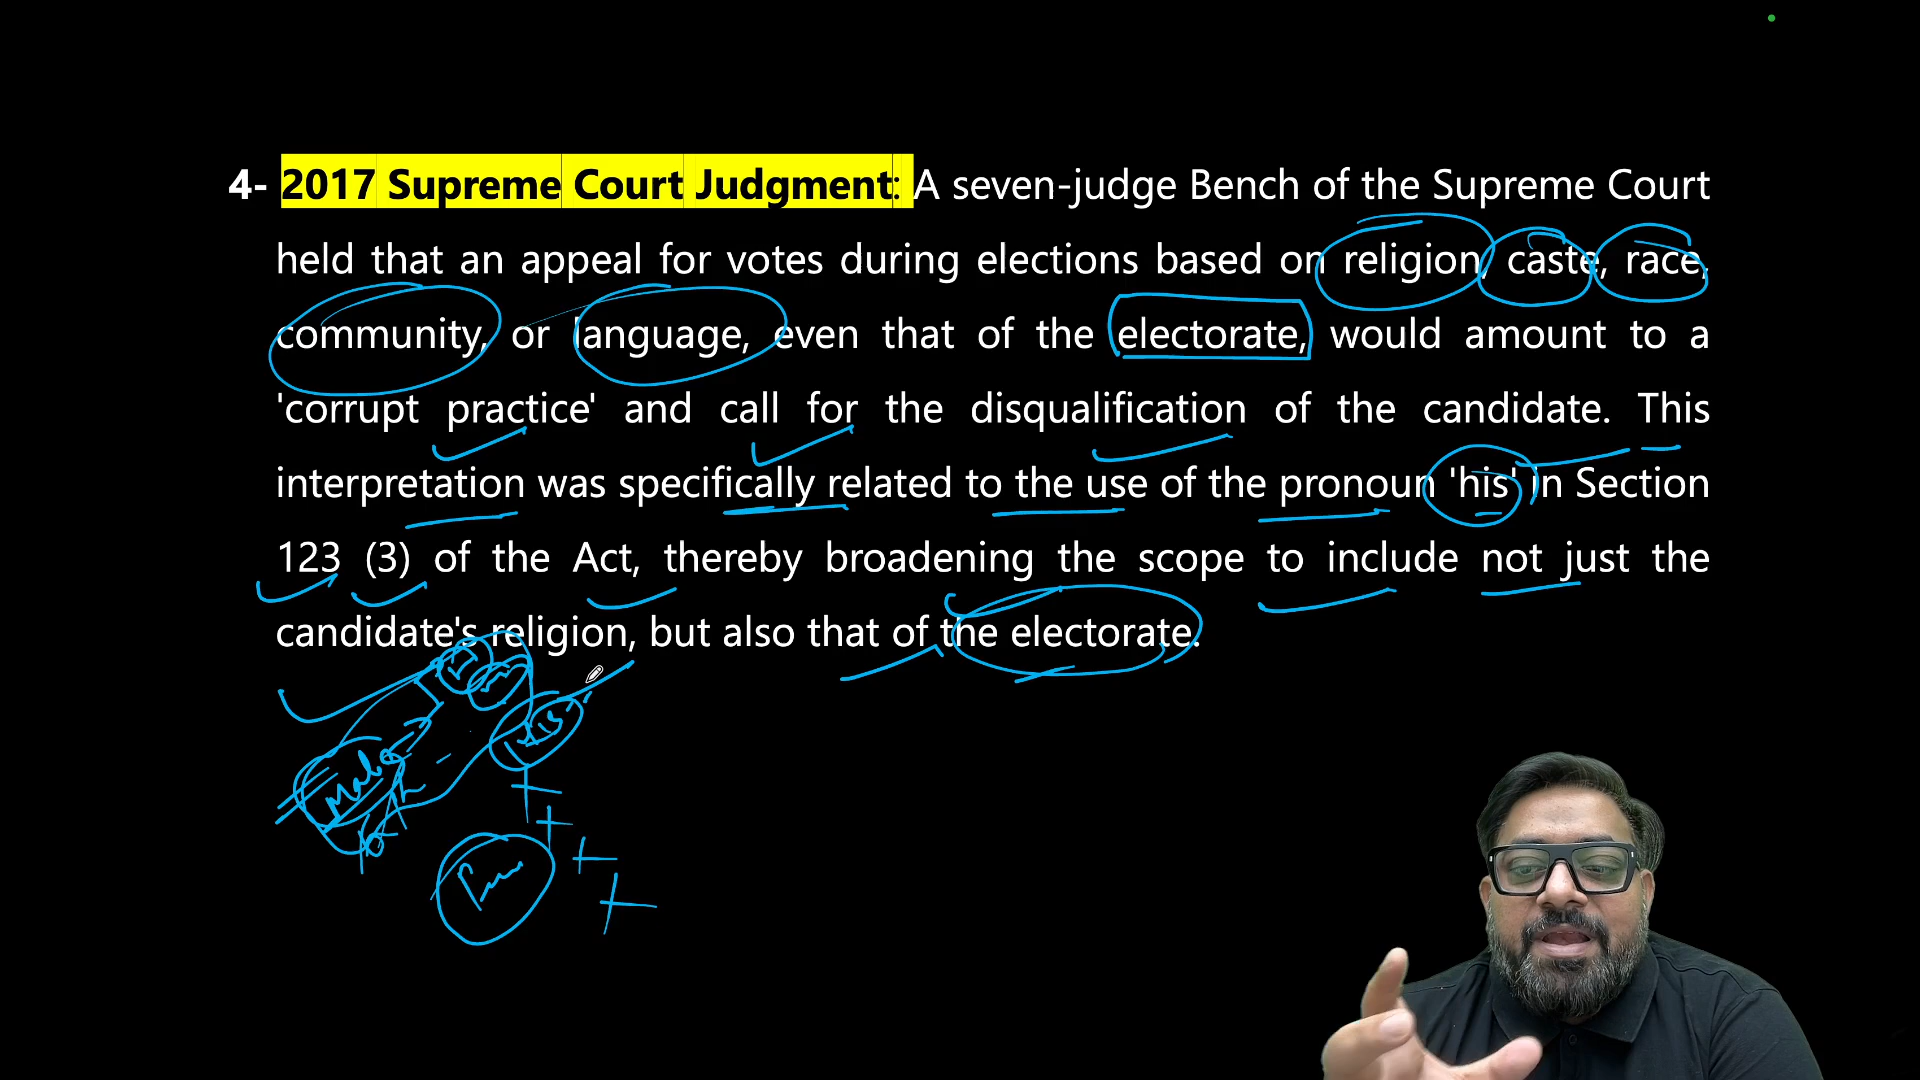 4- 2017 Supreme Court Judgment: A seven-judge Bench of the Supreme Court
held that an appeal for votes during elections based on religion, caste, race,
community, or language, even that of the electorate, would amount to a
'corrupt practice' and call for the disqualification of the candidate. This
interpretation was specifically related to the use of the pronoun 'his' in Section
123 (3) of the Act, thereby broadening the scope to include not just the
candidate's religion, but also that of the electorate.
His
Male